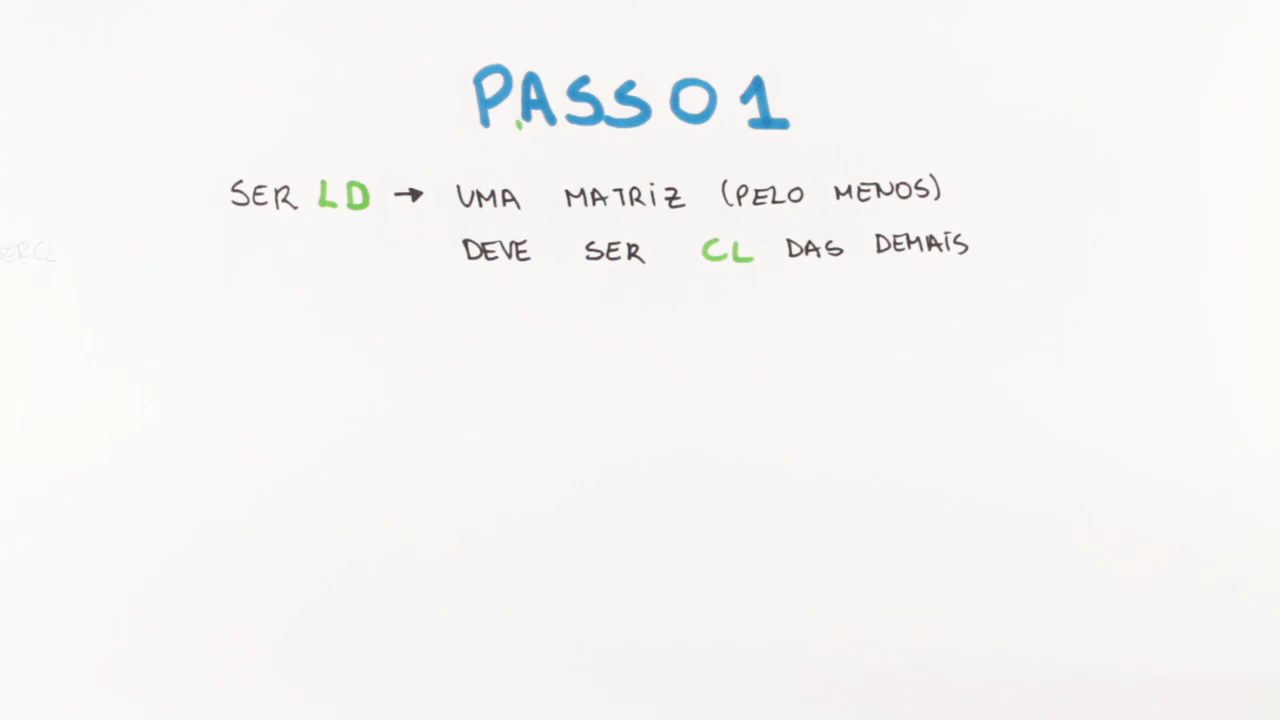 PASSO 1
SER LD → UMA MATRIZ (PELO MENOS)
DEVE SER CL DAS DEMAIS